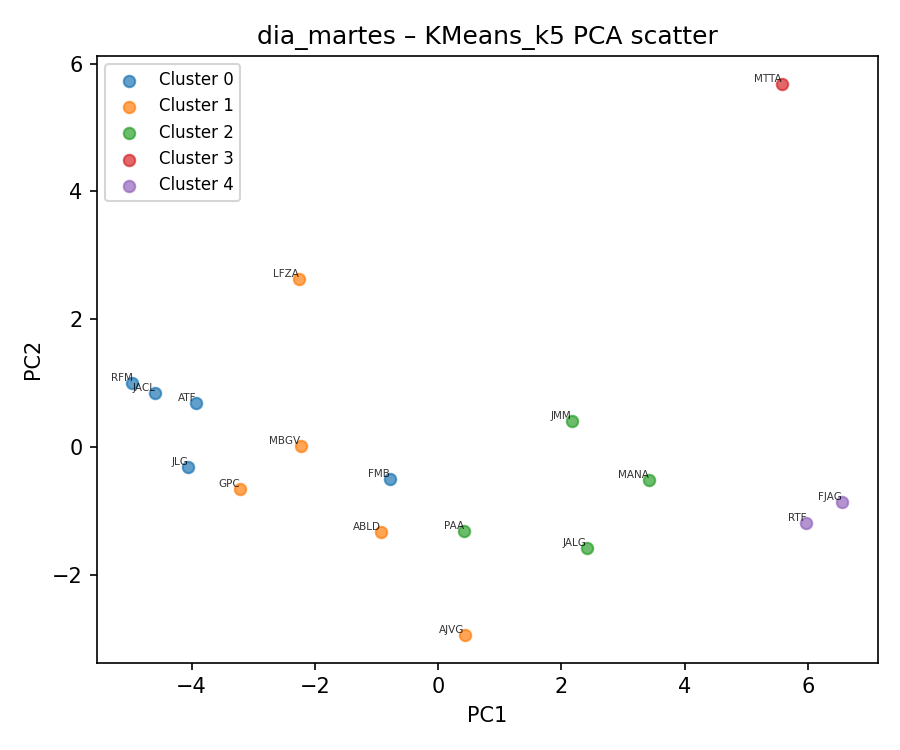 dia_martes – KMeans_k5 PCA scatter
Cluster 0
Cluster 1
Cluster 2
Cluster 3
Cluster 4
MTTA
LFZA
RFM
JACL
ATF
JMM
MBGV
JLG
FMB
MANA
GPC
FJAG
RTF
ABLD
PAA
JALG
AJVG
PC2
6
4
2
0
−2
−4
−2
0
2
4
6
PC1